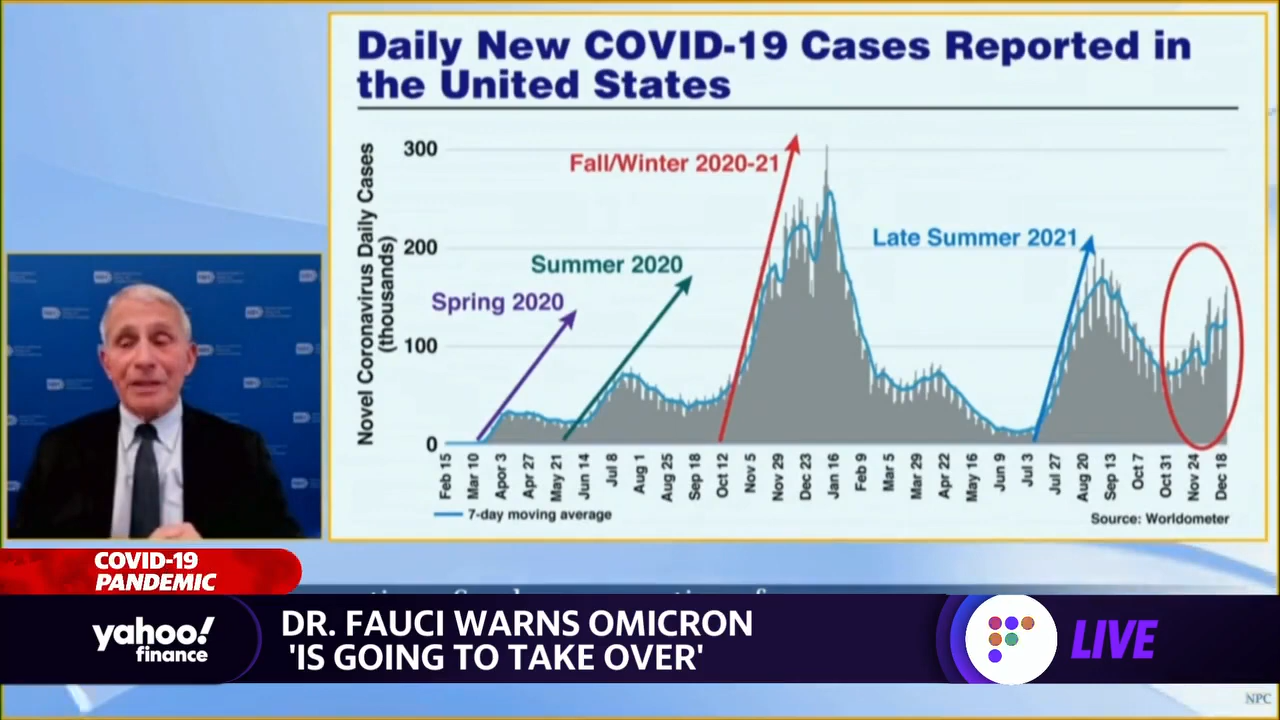 Daily New COVID-19 Cases Reported in
the United States
Novel Coronavirus Daily Cases
(thousands)
300
200
100
0
Fall/Winter 2020-21
Late Summer 2021
Summer 2020
Spring 2020
Feb 15
Mar 10
Apor 3
Apr 27
May 21
Jun 14
Jul 8
Aug 1
Aug 25
Sep 18
Oct 12
Nov 5
Nov 29
Dec 23
Jan 16
Feb 9
Mar 5
Mar 29
Apr 22
May 16
Jun 9
Jul 3
Jul 27
Aug 20
Sep 13
Oct 7
Oct 31
Nov 24
Dec 18
7-day moving average
Source: Worldometer
COVID-19
PANDEMIC
yahoo!
finance
DR. FAUCI WARNS OMICRON
'IS GOING TO TAKE OVER'
LIVE
NPC